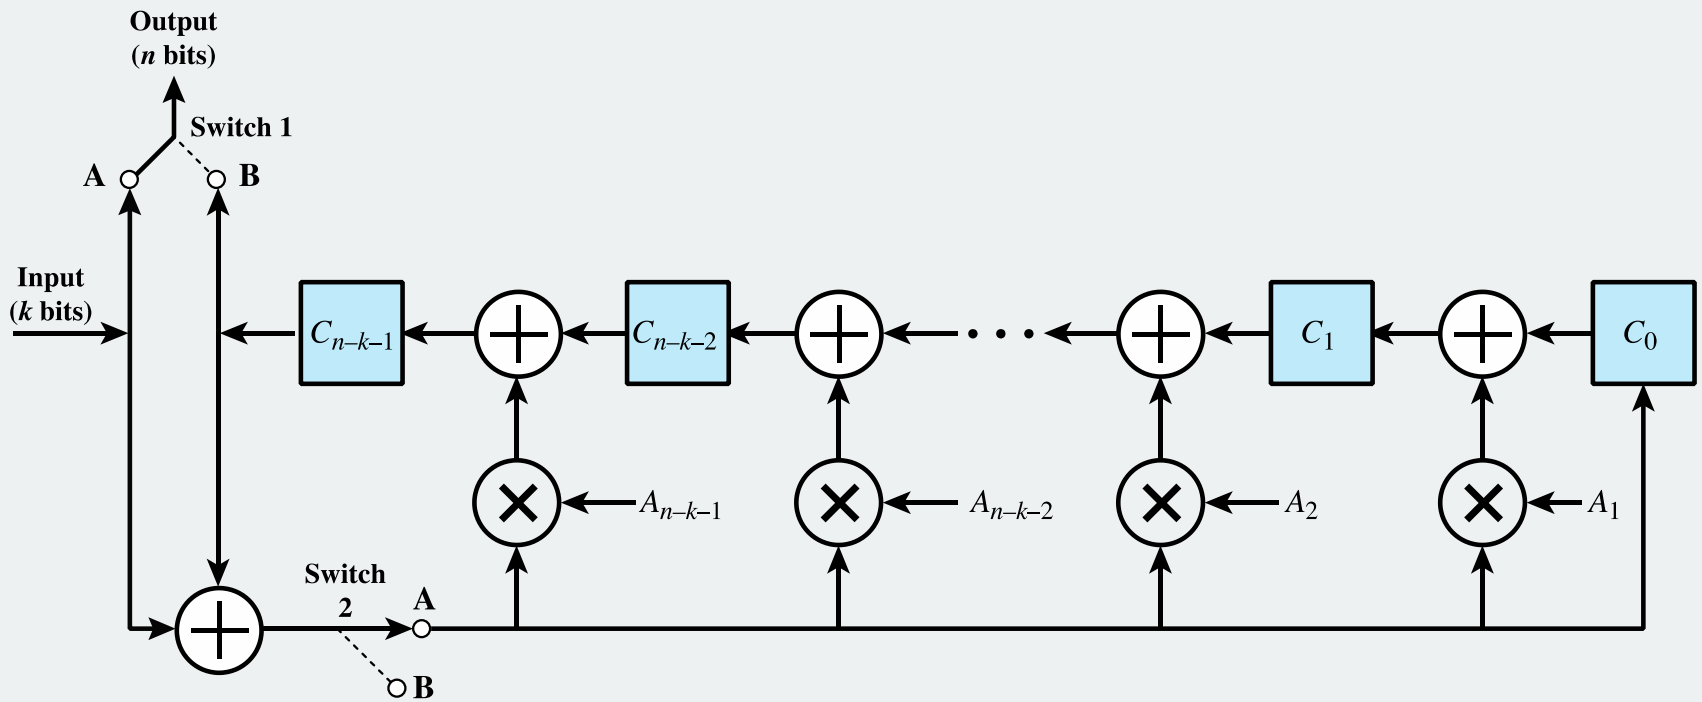 Output
(n bits)
Switch 1
A
B
Input
(k bits)
Cn–k–1
Cn–k–2
C1
C0
An–k–1
An–k–2
A2
A1
Switch
2
A
B